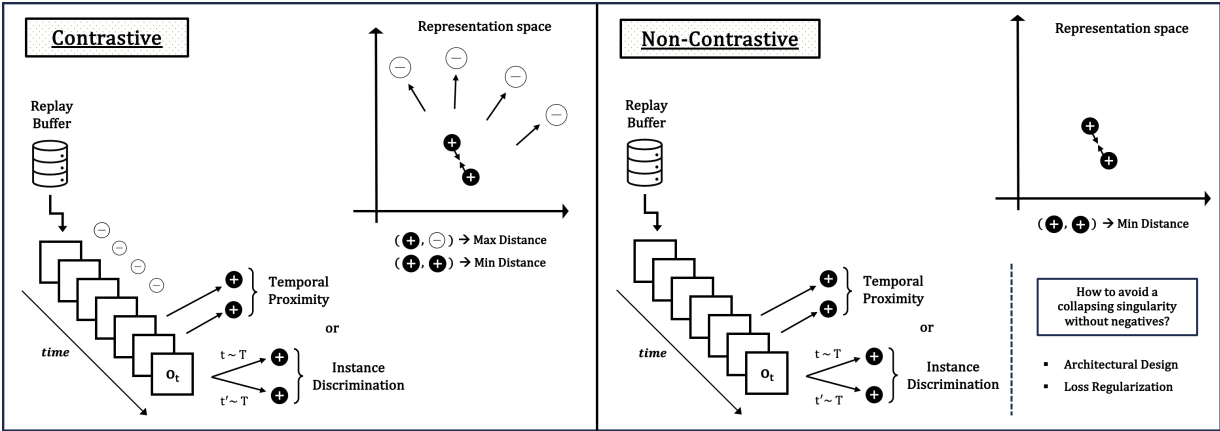 Contrastive
Representation space
Replay
Buffer
(+, −) → Max Distance
(+, +) → Min Distance
Temporal
Proximity
or
time
t ~ T
t′~ T
Oₜ
Instance
Discrimination
Non-Contrastive
Representation space
Replay
Buffer
(+, +) → Min Distance
Temporal
Proximity
or
time
t ~ T
t′~ T
Oₜ
Instance
Discrimination
How to avoid a
collapsing singularity
without negatives?
▪ Architectural Design
▪ Loss Regularization